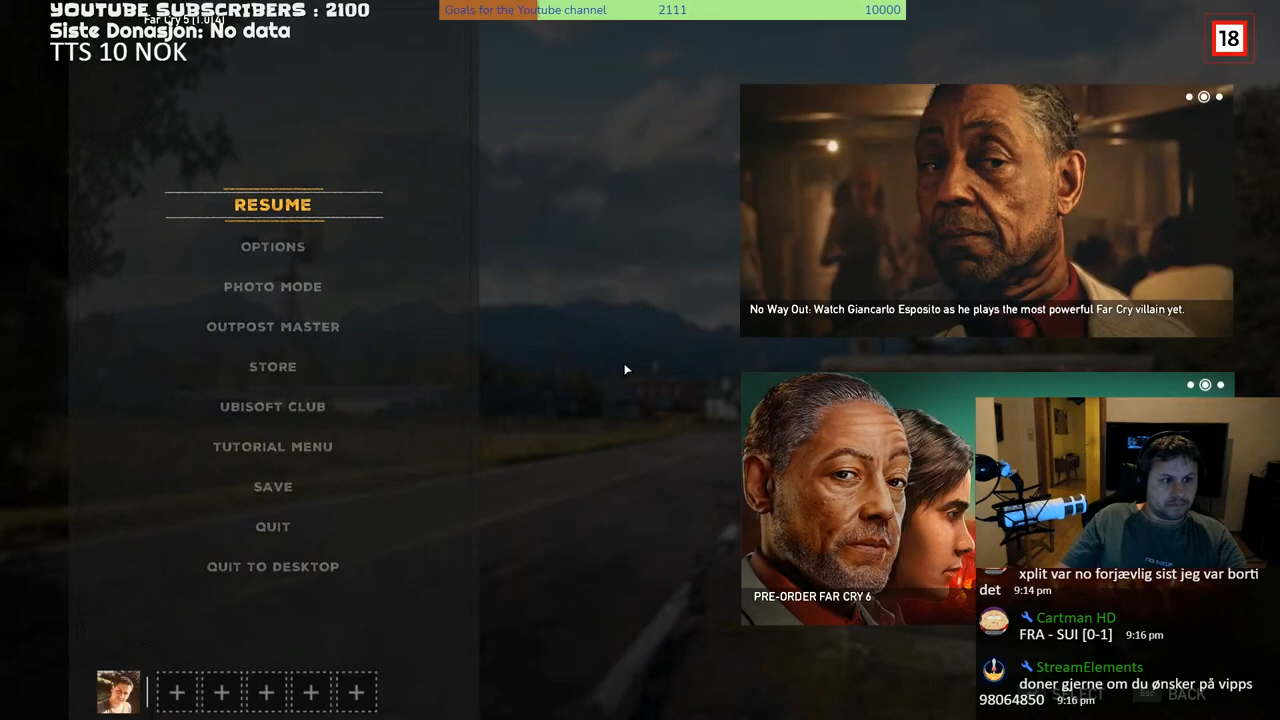 YOUTUBE SUBSCRIBERS : 2100
Far Cry 5 [1.014]
Siste Donasjon: No data
TTS 10 NOK
Goals for the Youtube channel 2111 10000
18
RESUME
OPTIONS
PHOTO MODE
OUTPOST MASTER
STORE
UBISOFT CLUB
TUTORIAL MENU
SAVE
QUIT
QUIT TO DESKTOP
No Way Out: Watch Giancarlo Esposito as he plays the most powerful Far Cry villain yet.
PRE-ORDER FAR CRY 6
xplit var no forjævlig sist jeg var borti
det 9:14 pm
Cartman HD
FRA - SUI [0-1] 9:16 pm
StreamElements
doner gjerne om du ønsker på vipps
98064850 9:16 pm
SELECT Esc BACK